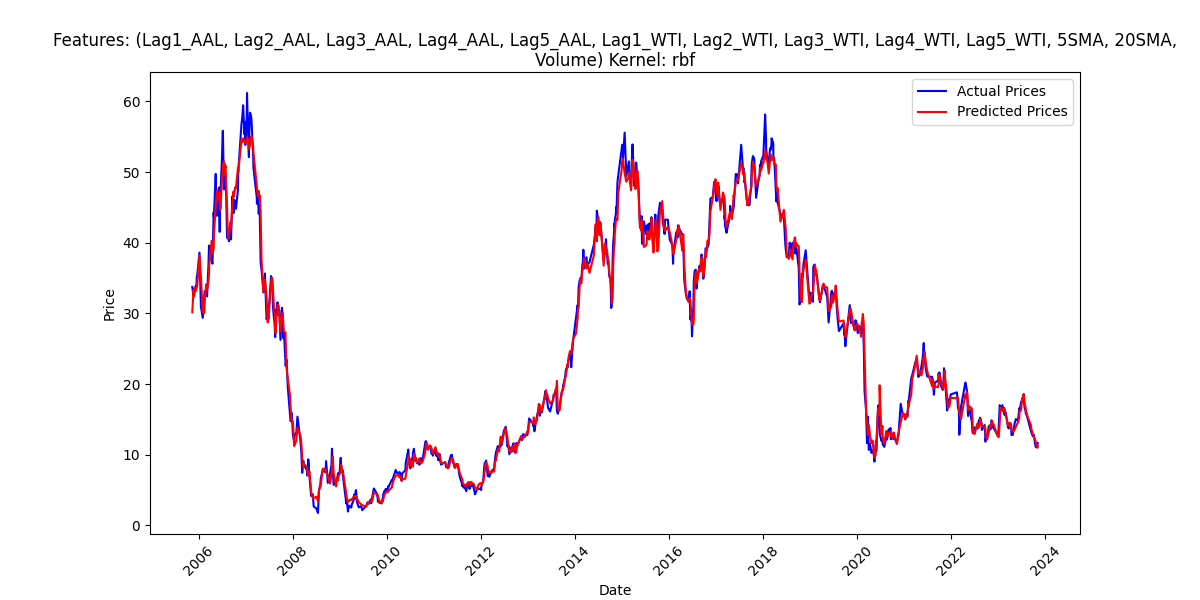 Features: (Lag1_AAL, Lag2_AAL, Lag3_AAL, Lag4_AAL, Lag5_AAL, Lag1_WTI, Lag2_WTI, Lag3_WTI, Lag4_WTI, Lag5_WTI, 5SMA, 20SMA,
Volume) Kernel: rbf
Actual Prices
Predicted Prices
60
50
40
30
20
10
0
Price
2006
2008
2010
2012
2014
2016
2018
2020
2022
2024
Date